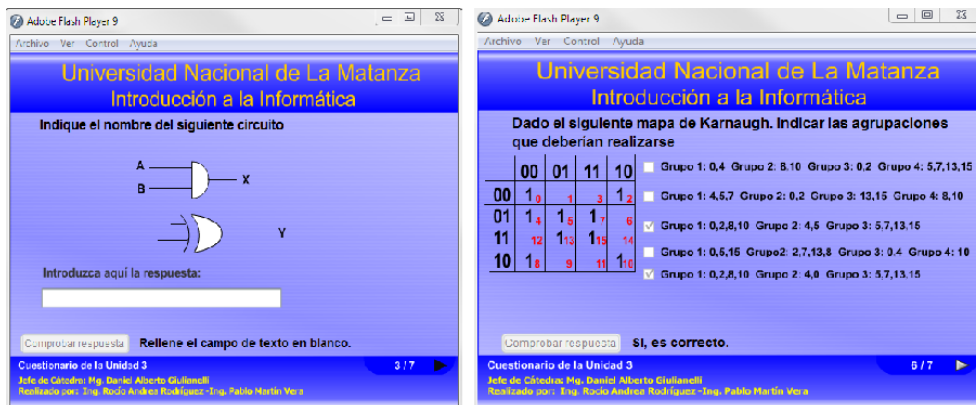 Adobe Flash Player 9
Archivo Ver Control Ayuda
Universidad Nacional de La Matanza
Introducción a la Informática
Indique el nombre del siguiente circuito
A
B
X
Y
Introduzca aquí la respuesta:
Comprobar respuesta
Rellene el campo de texto en blanco.
Cuestionario de la Unidad 3
3 / 7
Jefe de Cátedra: Mg. Daniel Alberto Giulianelli
Realizado por: Ing. Rocío Andrea Rodríguez -Ing. Pablo Martín Vera
Adobe Flash Player 9
Archivo Ver Control Ayuda
Universidad Nacional de La Matanza
Introducción a la Informática
Dado el siguiente mapa de Karnaugh. Indicar las agrupaciones
que deberían realizarse
00 01 11 10
00 1 0 1 3 1 2
01 1 4 1 5 1 7 6
11 12 1 13 1 15 14
10 1 8 9 11 1 10
Grupo 1: 0,4 Grupo 2: 8,10 Grupo 3: 0,2 Grupo 4: 5,7,13,15
Grupo 1: 4,5,7 Grupo 2: 0,2 Grupo 3: 13,15 Grupo 4: 8,10
Grupo 1: 0,2,8,10 Grupo 2: 4,5 Grupo 3: 5,7,13,15
Grupo 1: 0,5,15 Grupo2: 2,7,13,8 Grupo 3: 0,4 Grupo 4: 10
Grupo 1: 0,2,8,10 Grupo 2: 4,0 Grupo 3: 5,7,13,15
Comprobar respuesta
Si, es correcto.
Cuestionario de la Unidad 3
6 / 7
Jefe de Cátedra: Mg. Daniel Alberto Giulianelli
Realizado por: Ing. Rocío Andrea Rodríguez -Ing. Pablo Martín Vera